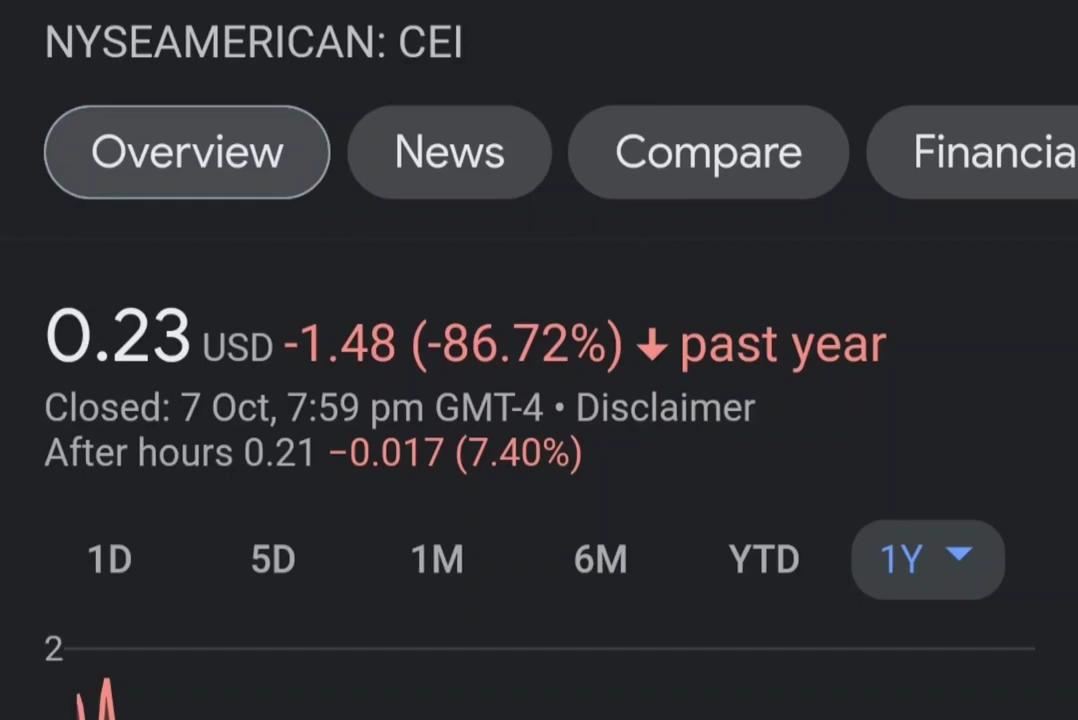 NYSEAMERICAN: CEI
Overview News Compare Financia
0.23 USD -1.48 (-86.72%) ↓ past year
Closed: 7 Oct, 7:59 pm GMT-4 • Disclaimer
After hours 0.21 −0.017 (7.40%)
1D 5D 1M 6M YTD 1Y
2